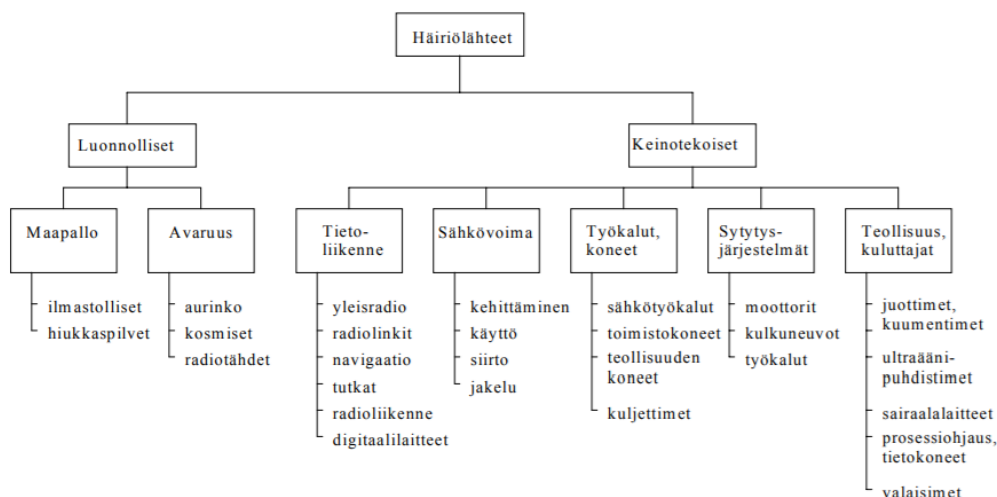 Häiriölähteet
Luonnolliset
Keinotekoiset
Maapallo
ilmastolliset
hiukkaspilvet
Avaruus
aurinko
kosmiset
radiotähdet
Tieto-
liikenne
yleisradio
radiolinkit
navigaatio
tutkat
radioliikenne
digitaalilaitteet
Sähkövoima
kehittäminen
käyttö
siirto
jakelu
Työkalut,
koneet
sähkötyökalut
toimistokoneet
teollisuuden
koneet
kuljettimet
Sytytys-
järjestelmät
moottorit
kulkuneuvot
työkalut
Teollisuus,
kuluttajat
juottimet,
kuumentimet
ultraääni-
puhdistimet
sairaalalaitteet
prosessiohjaus,
tietokoneet
valaisimet